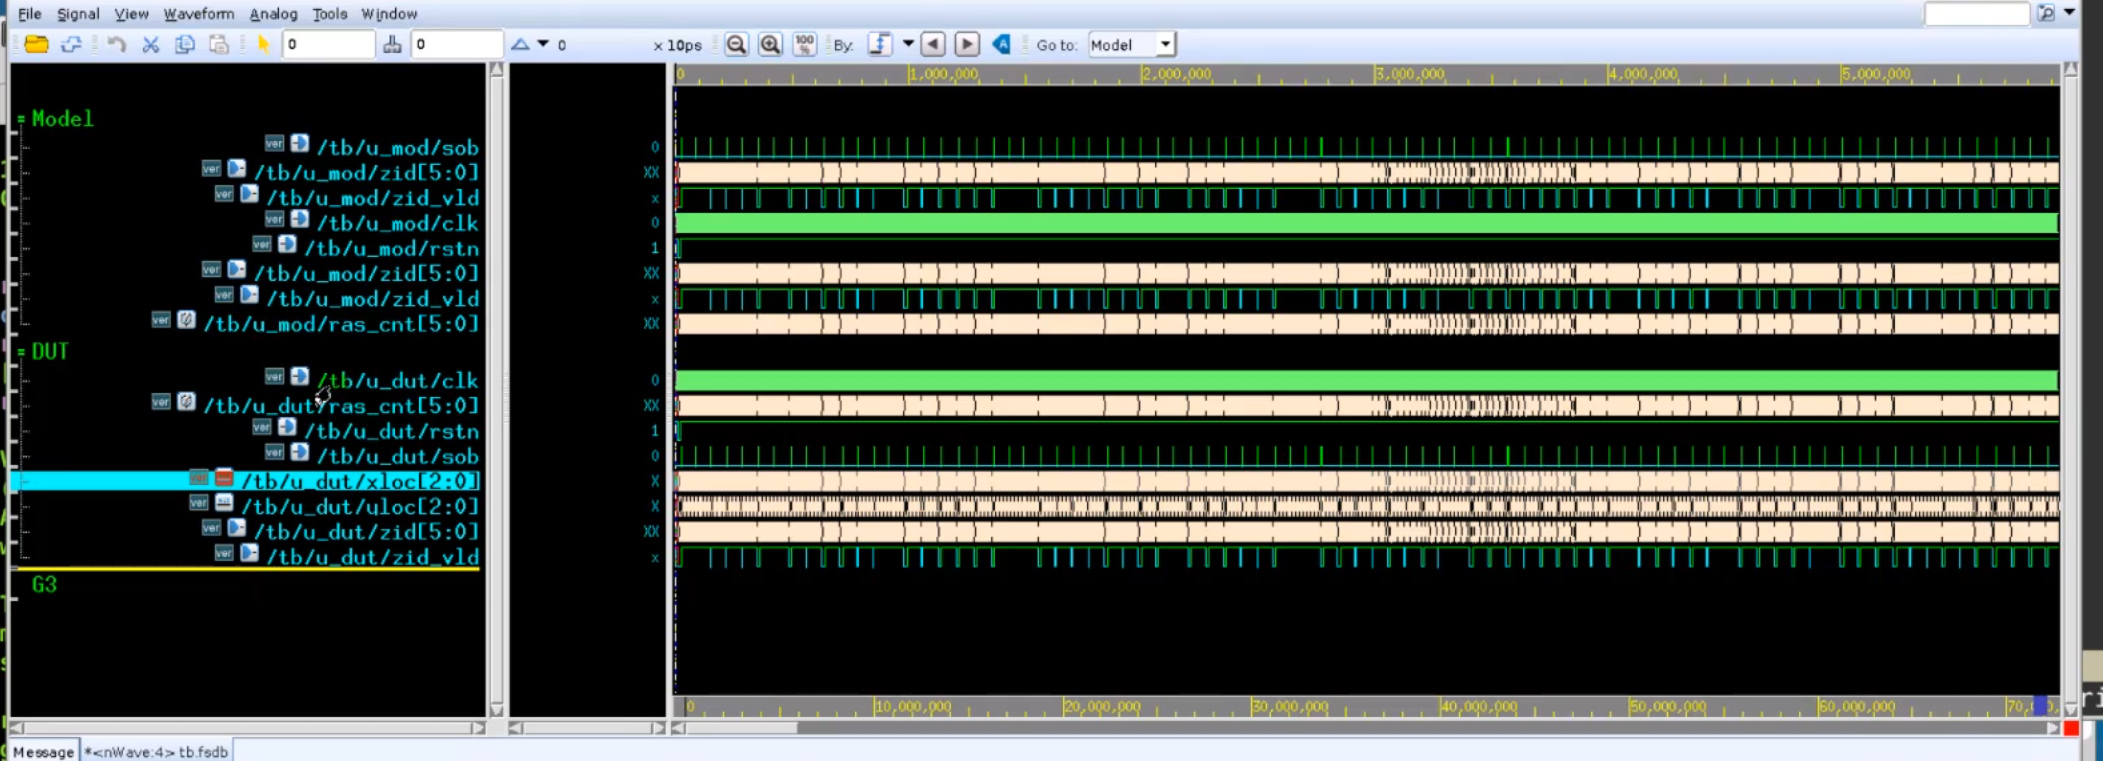 File Signal View Waveform Analog Tools Window
0 0 0 x 10ps 100 % By: A Go to: Model
0 1,000,000 2,000,000 3,000,000 4,000,000 5,000,000
Model
ver /tb/u_mod/sob 0
ver /tb/u_mod/zid[5:0] XX
ver /tb/u_mod/zid_vld x
ver /tb/u_mod/clk 0
ver /tb/u_mod/rstn 1
ver /tb/u_mod/zid[5:0] XX
ver /tb/u_mod/zid_vld x
ver /tb/u_mod/ras_cnt[5:0] XX
DUT
ver /tb/u_dut/clk 0
ver /tb/u_dut/ras_cnt[5:0] XX
ver /tb/u_dut/rstn 1
ver /tb/u_dut/sob 0
ver /tb/u_dut/xloc[2:0] X
ver /tb/u_dut/yloc[2:0] X
ver /tb/u_dut/zid[5:0] XX
ver /tb/u_dut/zid_vld x
G3
0 10,000,000 20,000,000 30,000,000 40,000,000 50,000,000 60,000,000
Message *<nWave:4> tb.fsdb